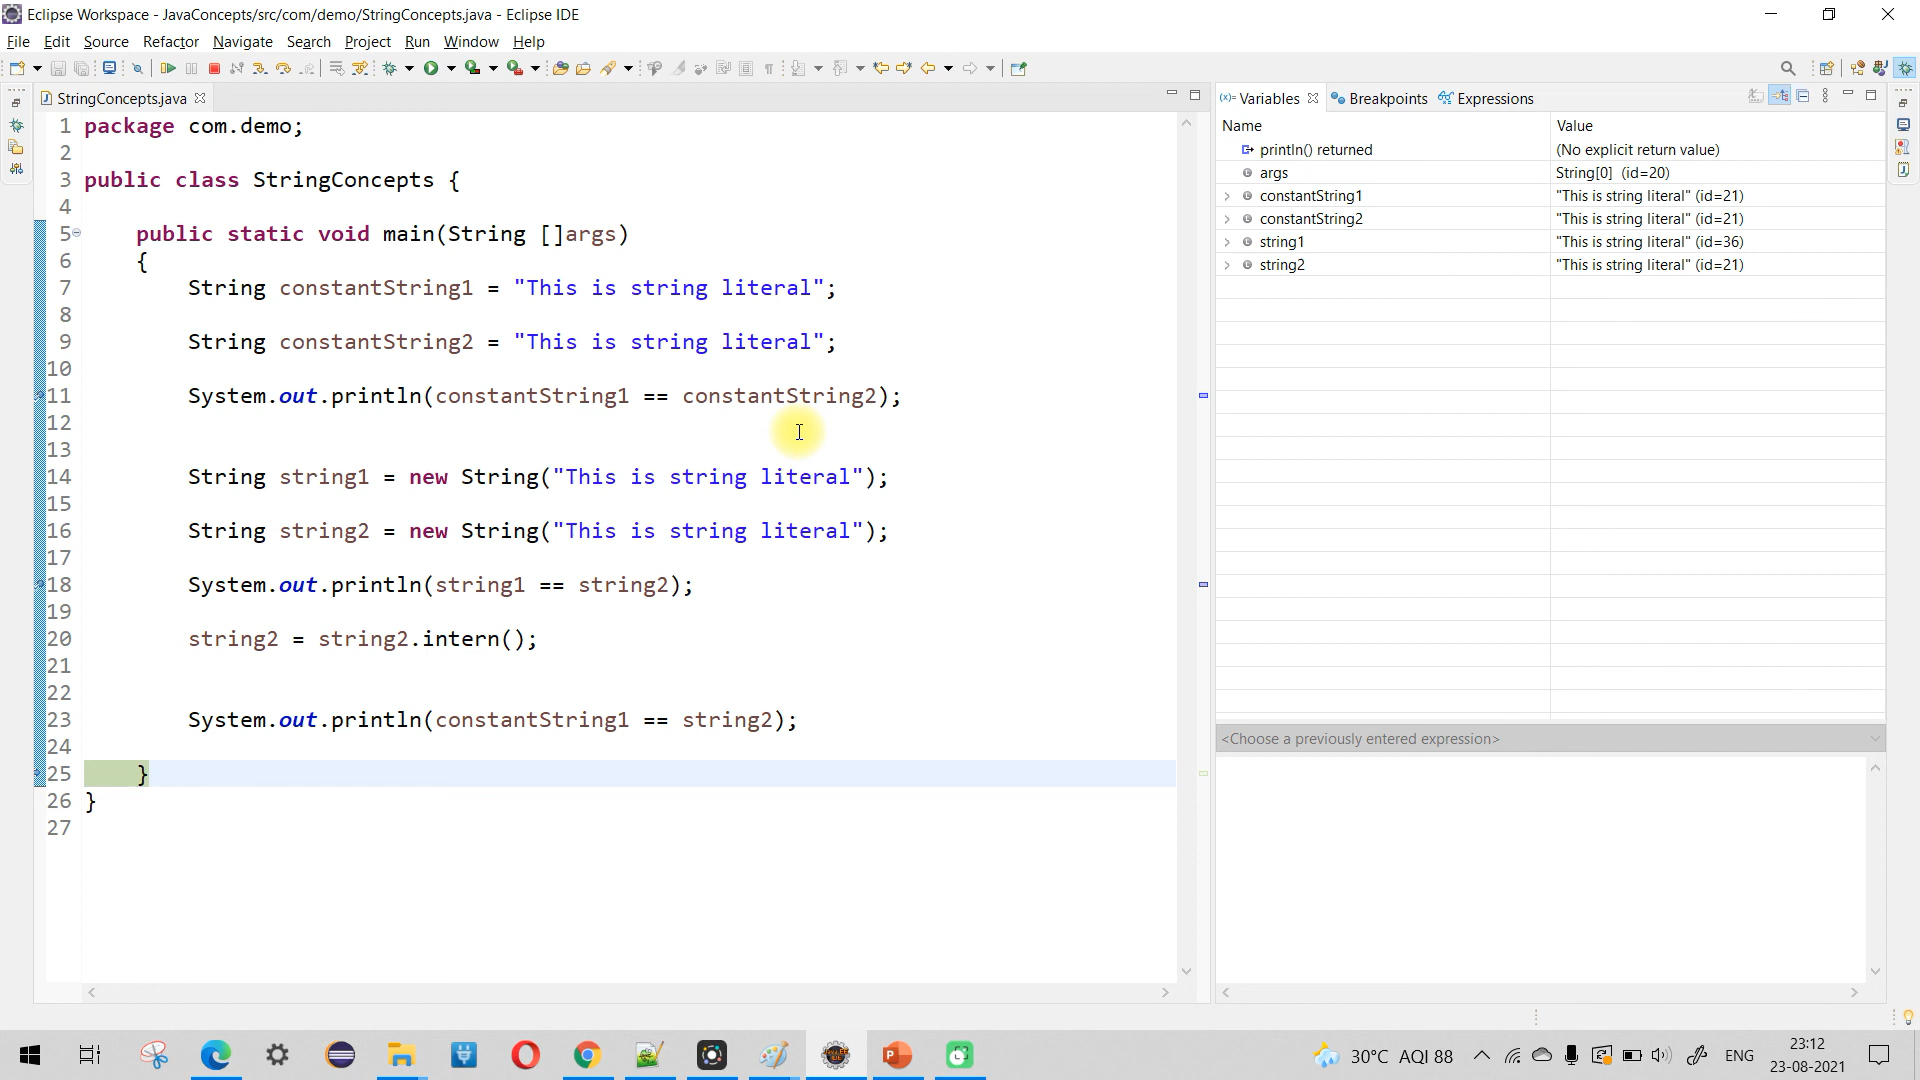 Eclipse Workspace - JavaConcepts/src/com/demo/StringConcepts.java - Eclipse IDE
File Edit Source Refactor Navigate Search Project Run Window Help
StringConcepts.java
1 package com.demo;
2
3 public class StringConcepts {
4
5 public static void main(String []args)
6 {
7 String constantString1 = "This is string literal";
8
9 String constantString2 = "This is string literal";
10
11 System.out.println(constantString1 == constantString2);
12
13
14 String string1 = new String("This is string literal");
15
16 String string2 = new String("This is string literal");
17
18 System.out.println(string1 == string2);
19
20 string2 = string2.intern();
21
22
23 System.out.println(constantString1 == string2);
24
25 }
26 }
27
(x)= Variables Breakpoints Expressions
Name Value
println() returned (No explicit return value)
args String[0] (id=20)
constantString1 "This is string literal" (id=21)
constantString2 "This is string literal" (id=21)
string1 "This is string literal" (id=36)
string2 "This is string literal" (id=21)
<Choose a previously entered expression>
30°C AQI 88 ENG 23:12
23-08-2021